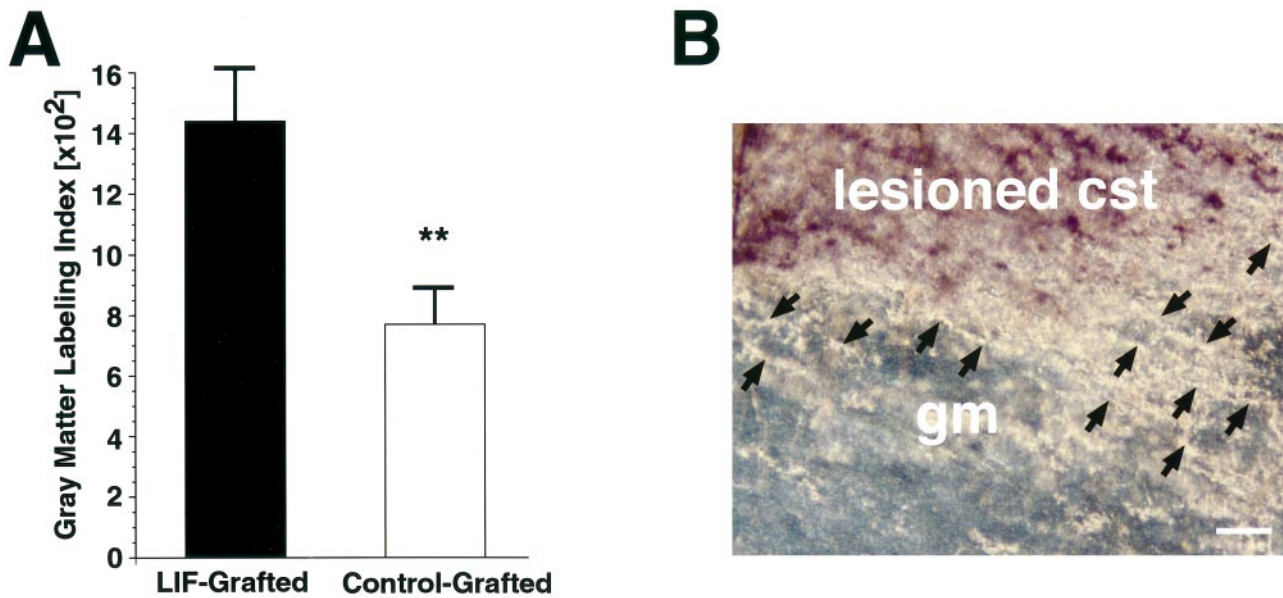 A
Gray Matter Labeling Index [x10²]
16
14
12
10
8
6
4
2
0
**
LIF-Grafted
Control-Grafted
B
lesioned cst
gm